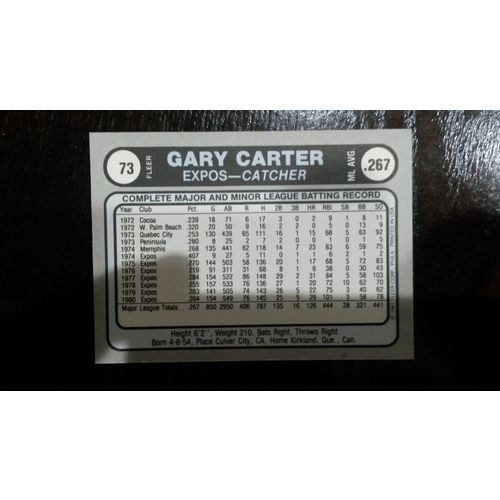 73 FLEER GARY CARTER ML AVG. .267
EXPOS—CATCHER
COMPLETE MAJOR AND MINOR LEAGUE BATTING RECORD
Year Club Pct. G AB R H 2B 3B HR RBI SB BB SO
1972 Cocoa .239 18 71 6 17 3 0 2 9 1 8 11
1972 W. Palm Beach .320 20 50 9 16 2 2 0 5 0 13 9
1973 Quebec City .253 130 439 65 111 16 1 15 68 5 63 92
1973 Peninsula .280 8 25 2 7 2 0 0
1974 Memphis .268 135 441 62 118 14 7 23 83 6 59 75
1974 Expos .407 9 27 5 11 0 1 1 6 2 1 2
1975 Expos .270 144 503 58 136 20 1 17 68 5 72 83
1976 Expos .219 91 311 31 68 8 1 6 38 0 30 43
1977 Expos .284 154 522 86 148 29 2 31 84 5 58 103
1978 Expos .255 157 533 76 136 27 1 20 72 10 62 70
1979 Expos .283 141 505 74 143 26 5 22 75 3 40 62
1980 Expos .264 154 549 76 145 25 5 29 101 3 58 78
Major League Totals .267 850 2950 406 787 135 16 126 444 28 321 441
Height 6'2", Weight 210, Bats Right, Throws Right
Born 4-8-54, Place Culver City, CA, Home Kirkland, Que., Can.